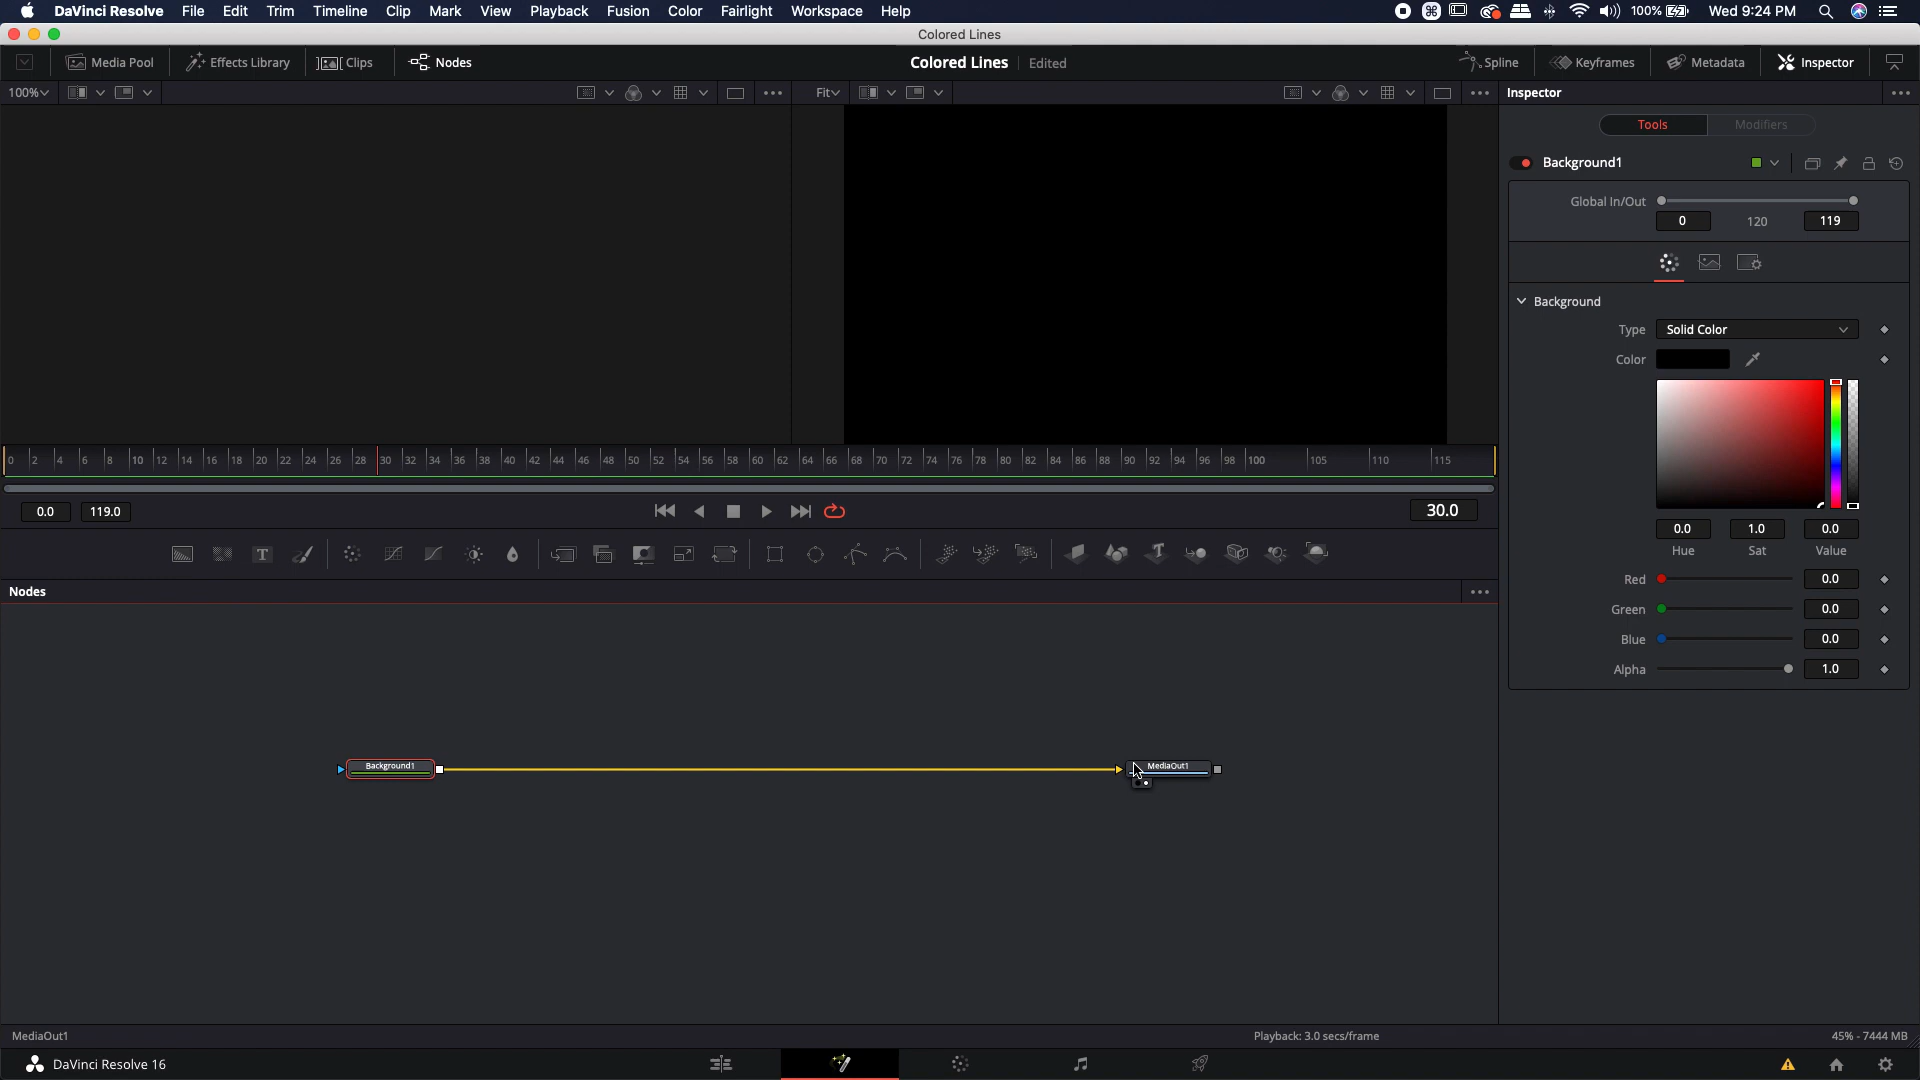 DaVinci Resolve File Edit Trim Timeline Clip Mark View Playback Fusion Color Fairlight Workspace Help 100% Wed 9:24 PM
Colored Lines
Media Pool Effects Library Clips Nodes Colored Lines Edited Spline Keyframes Metadata Inspector
100% Fit Inspector
Tools Modifiers
Background1
Global In/Out
0 120 119
Background
Type Solid Color
Color
0 2 4 6 8 10 12 14 16 18 20 22 24 26 28 30 32 34 36 38 40 42 44 46 48 50 52 54 56 58 60 62 64 66 68 70 72 74 76 78 80 82 84 86 88 90 92 94 96 98 100 105 110 115
0.0 119.0 30.0
0.0 1.0 0.0
Hue Sat Value
T
Red 0.0
Nodes
Green 0.0
Blue 0.0
Alpha 1.0
Background1 MediaOut1
MediaOut1 Playback: 3.0 secs/frame 45% - 7444 MB
DaVinci Resolve 16